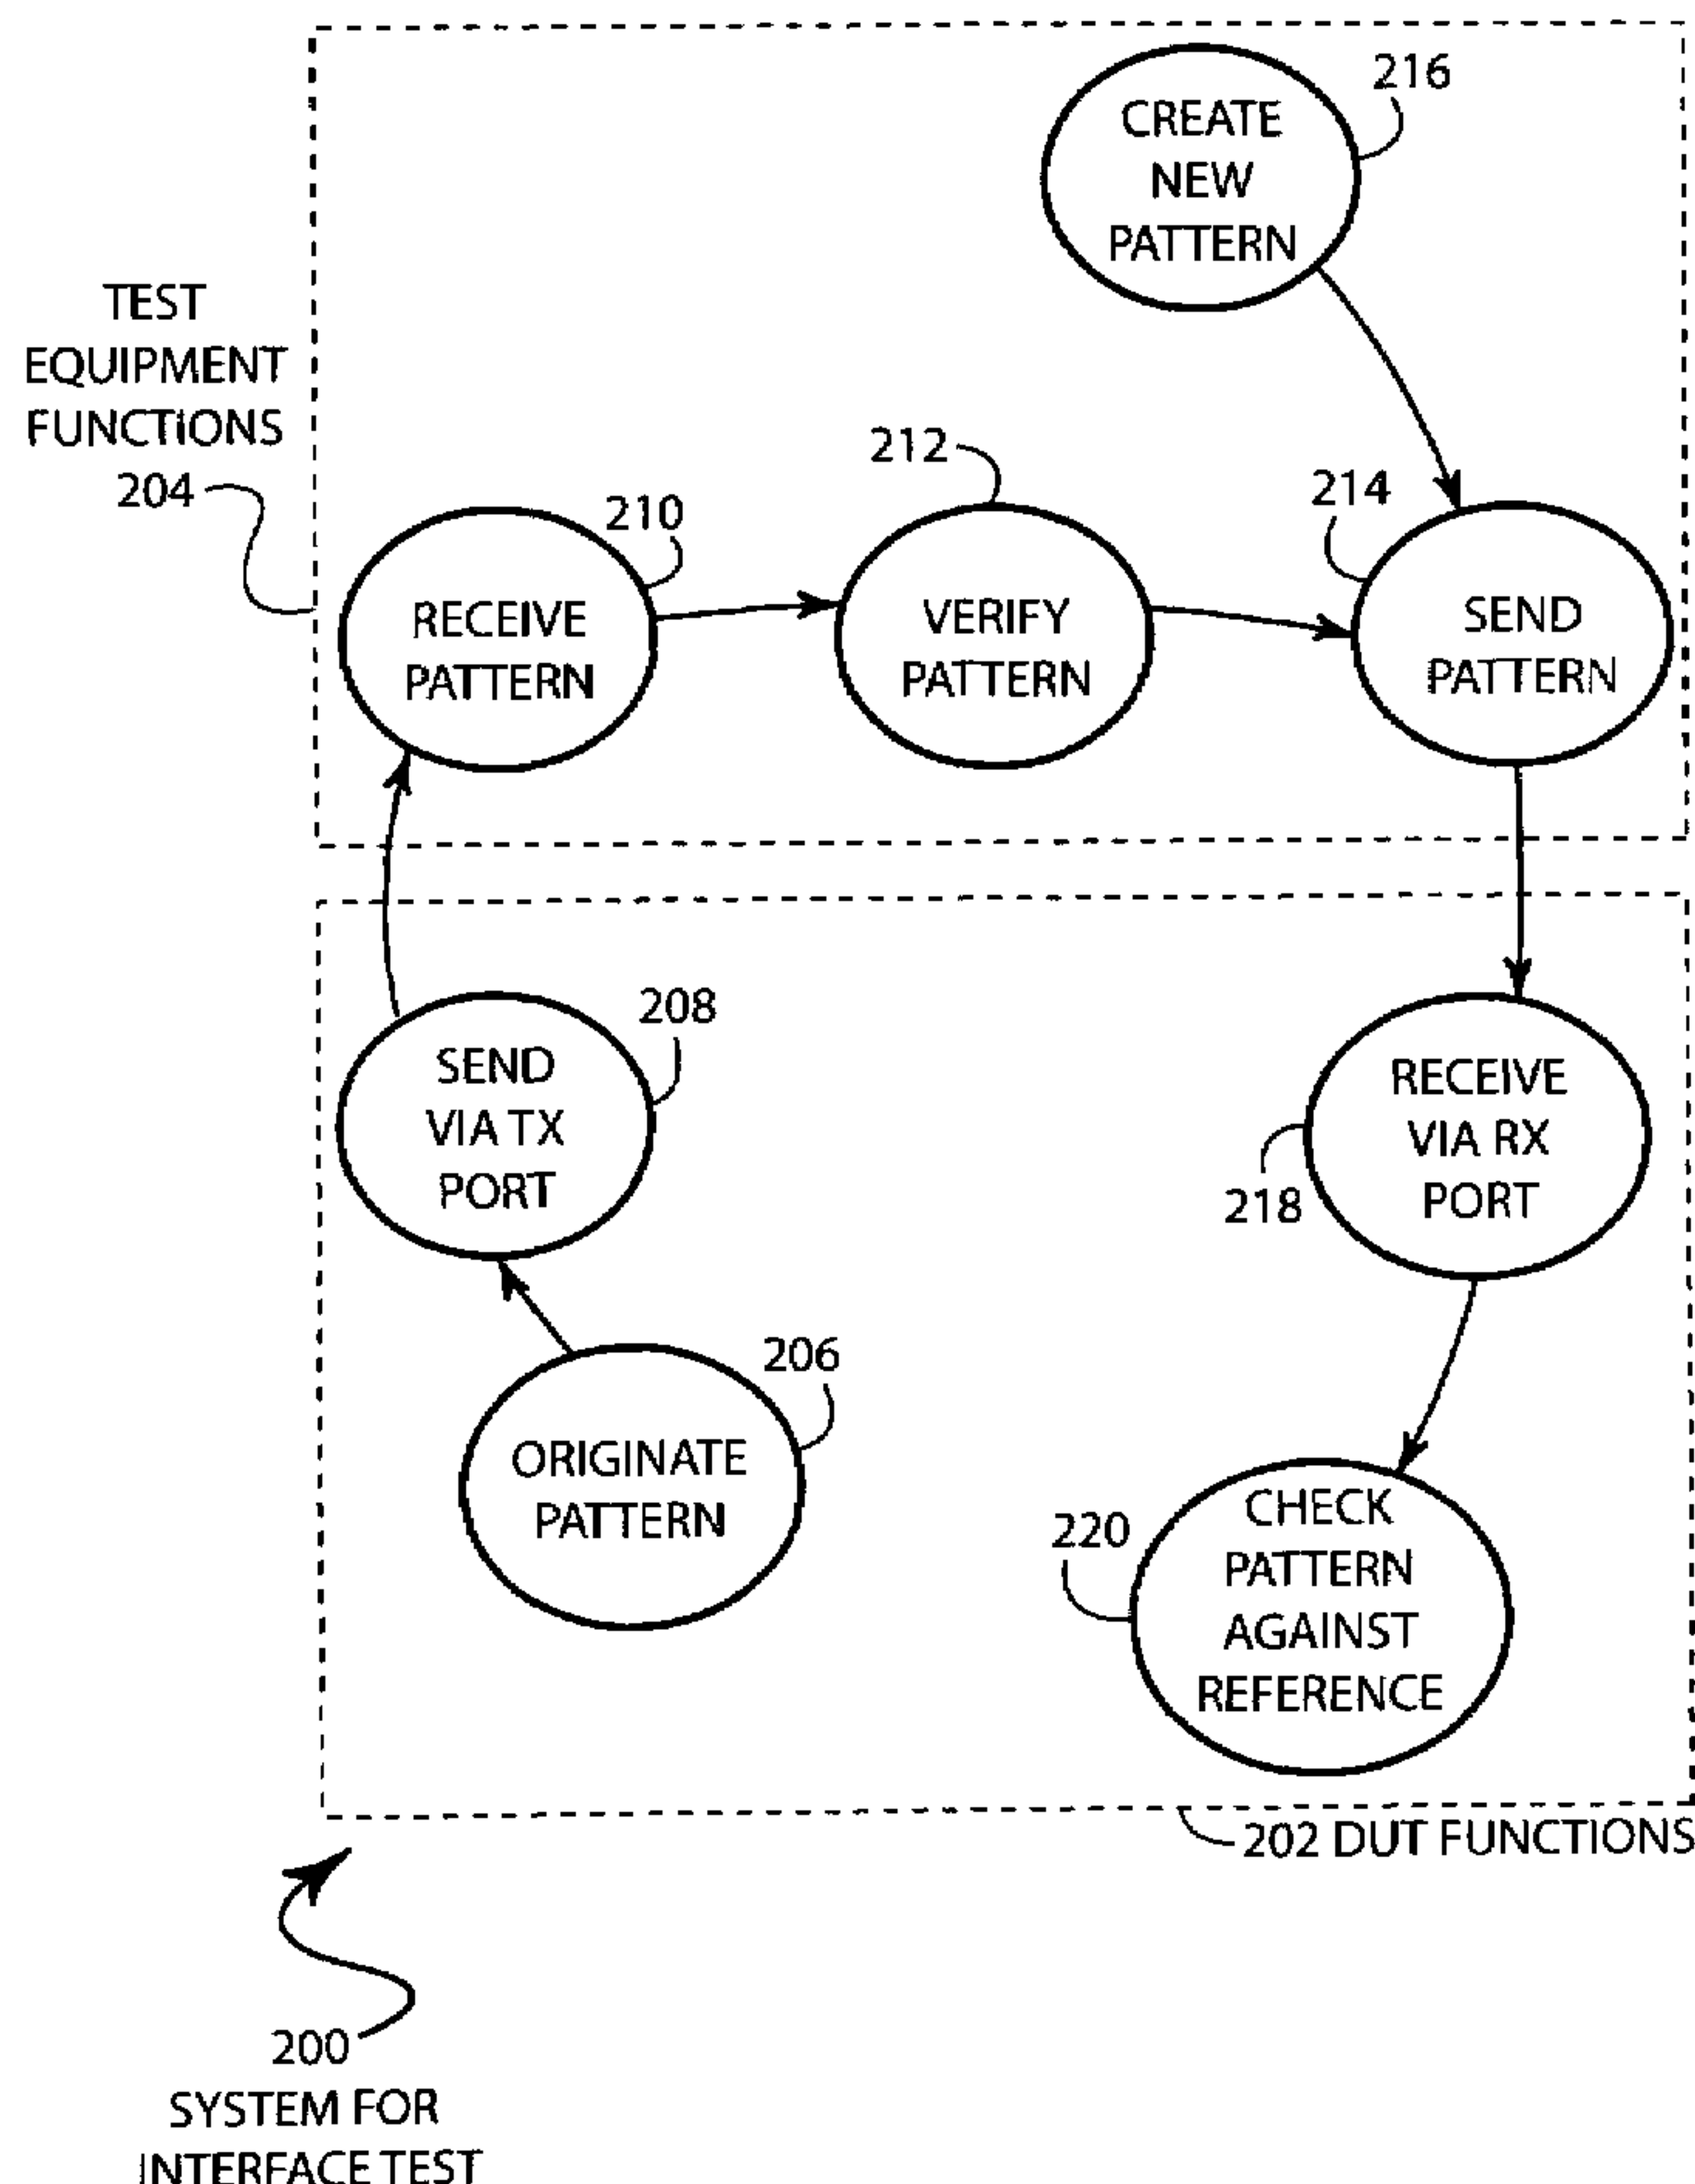 216
CREATE
NEW
PATTERN
TEST
EQUIPMENT
FUNCTIONS
204
212
214
210
RECEIVE
PATTERN
VERIFY
PATTERN
SEND
PATTERN
208
SEND
VIA TX
PORT
RECEIVE
VIA RX
PORT
218
206
ORIGINATE
PATTERN
220
CHECK
PATTERN
AGAINST
REFERENCE
202 DUT FUNCTIONS
200
SYSTEM FOR
INTERFACE TEST